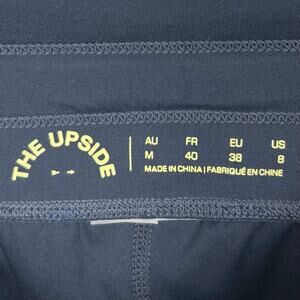 THE UPSIDE
AU FR EU US
M 40 38 8
MADE IN CHINA | FABRIQUÉ EN CHINE